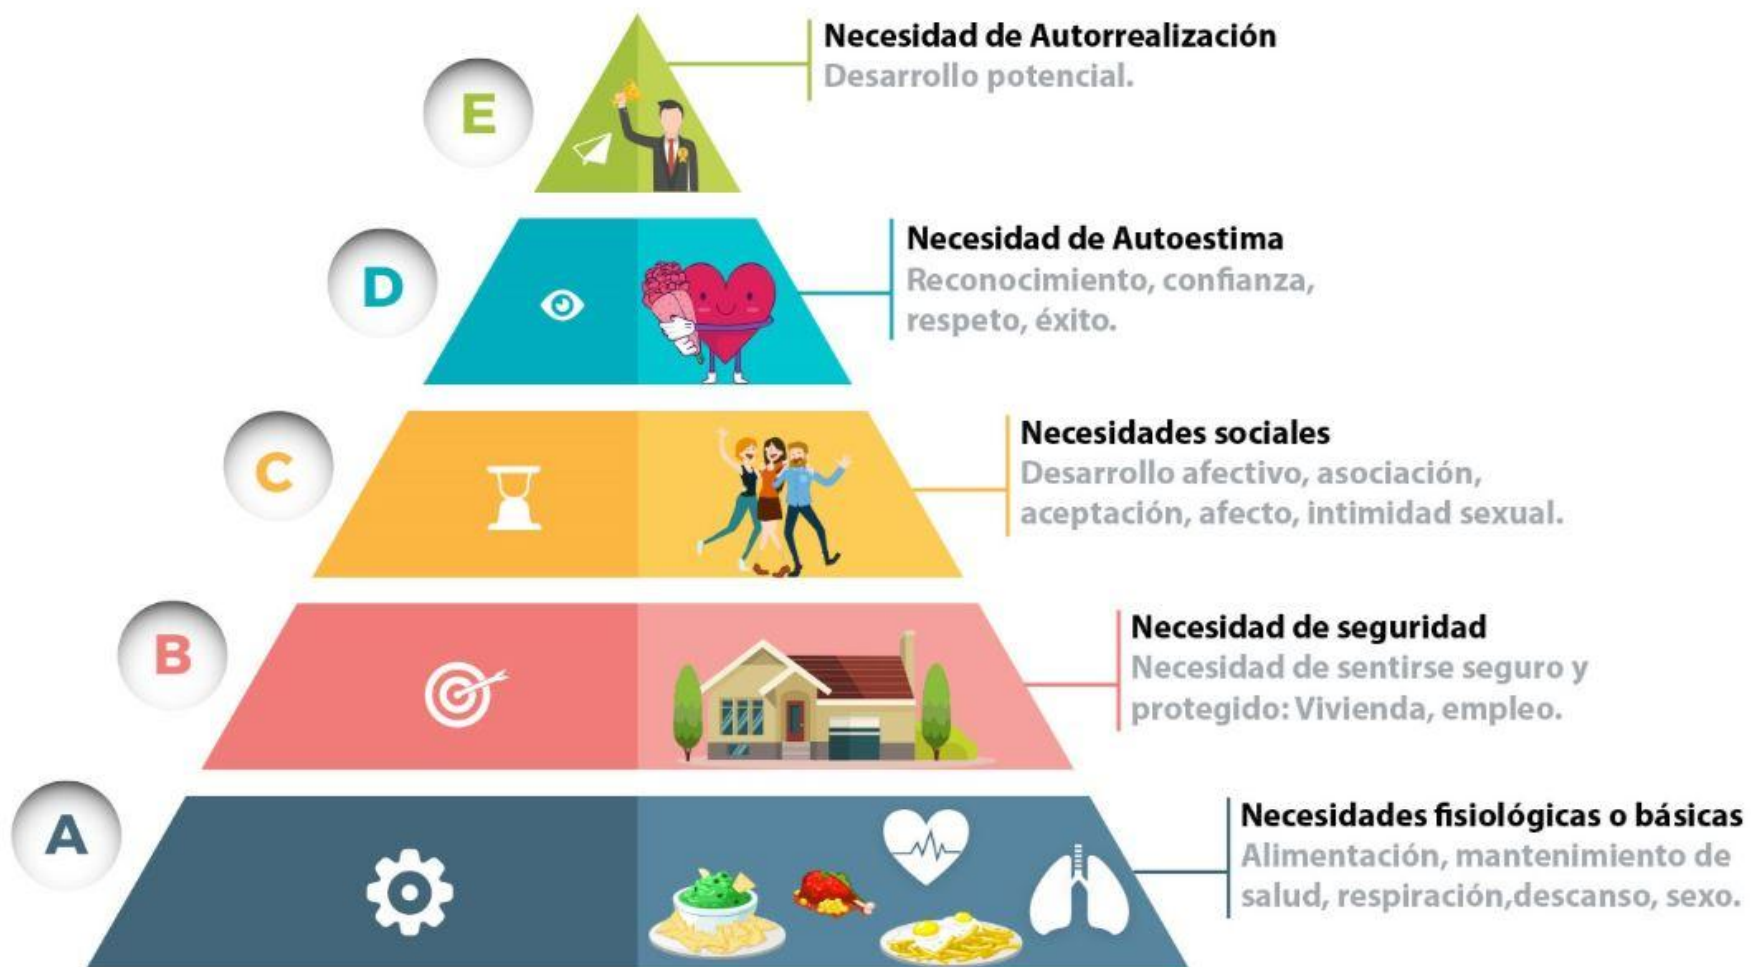 E
Necesidad de Autorrealización
Desarrollo potencial.
D
Necesidad de Autoestima
Reconocimiento, confianza,
respeto, éxito.
C
Necesidades sociales
Desarrollo afectivo, asociación,
aceptación, afecto, intimidad sexual.
B
Necesidad de seguridad
Necesidad de sentirse seguro y
protegido: Vivienda, empleo.
A
Necesidades fisiológicas o básicas
Alimentación, mantenimiento de
salud, respiración,descanso, sexo.